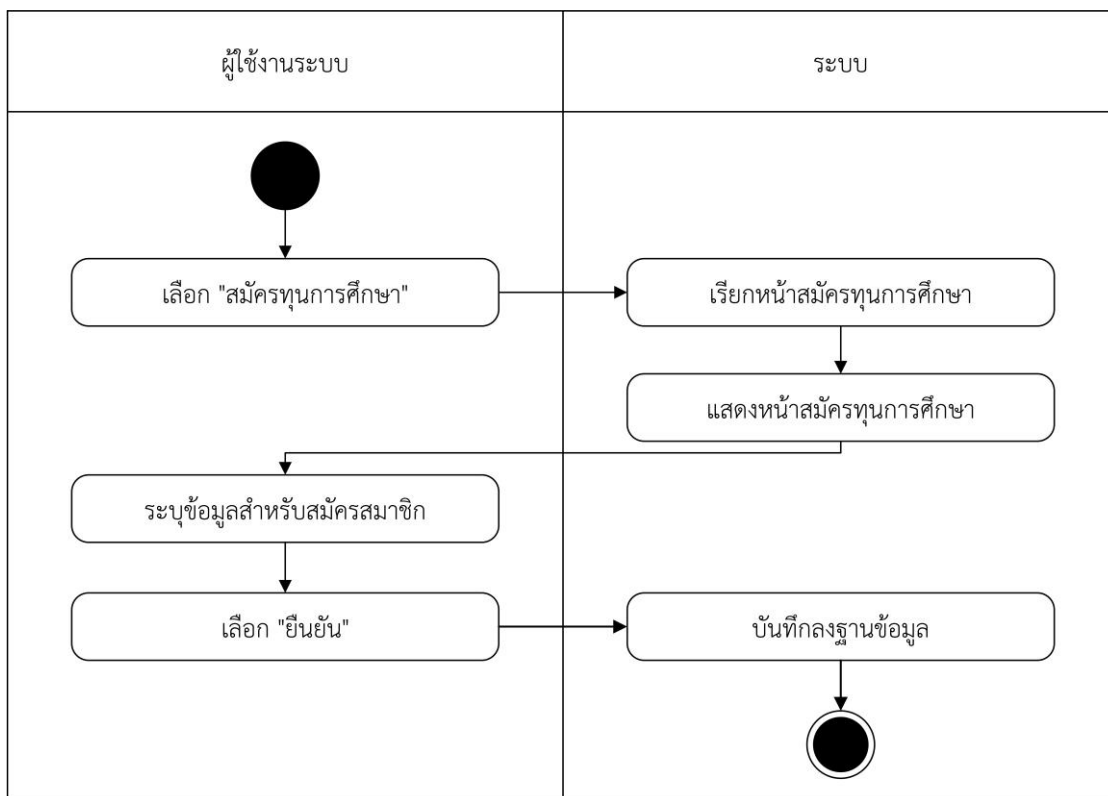 ผู้ใช้งานระบบ
ระบบ
เลือก "สมัครทุนการศึกษา"
เรียกหน้าสมัครทุนการศึกษา
แสดงหน้าสมัครทุนการศึกษา
ระบุข้อมูลสำหรับสมัครสมาชิก
เลือก "ยืนยัน"
บันทึกลงฐานข้อมูล